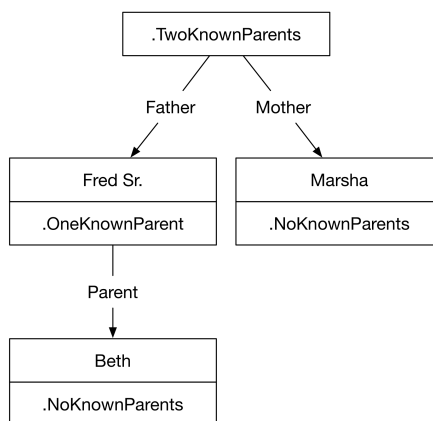 .TwoKnownParents
Father
Mother
Fred Sr.
Marsha
.OneKnownParent
.NoKnownParents
Parent
Beth
.NoKnownParents